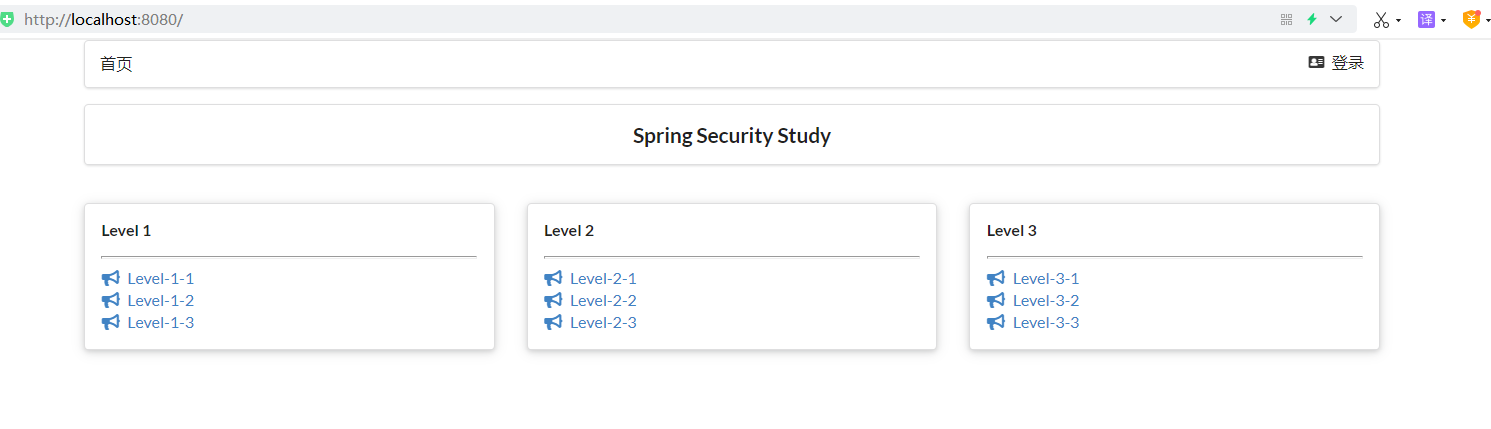 http://localhost:8080/
译
首页
登录
Spring Security Study
Level 1
Level-1-1
Level-1-2
Level-1-3
Level 2
Level-2-1
Level-2-2
Level-2-3
Level 3
Level-3-1
Level-3-2
Level-3-3